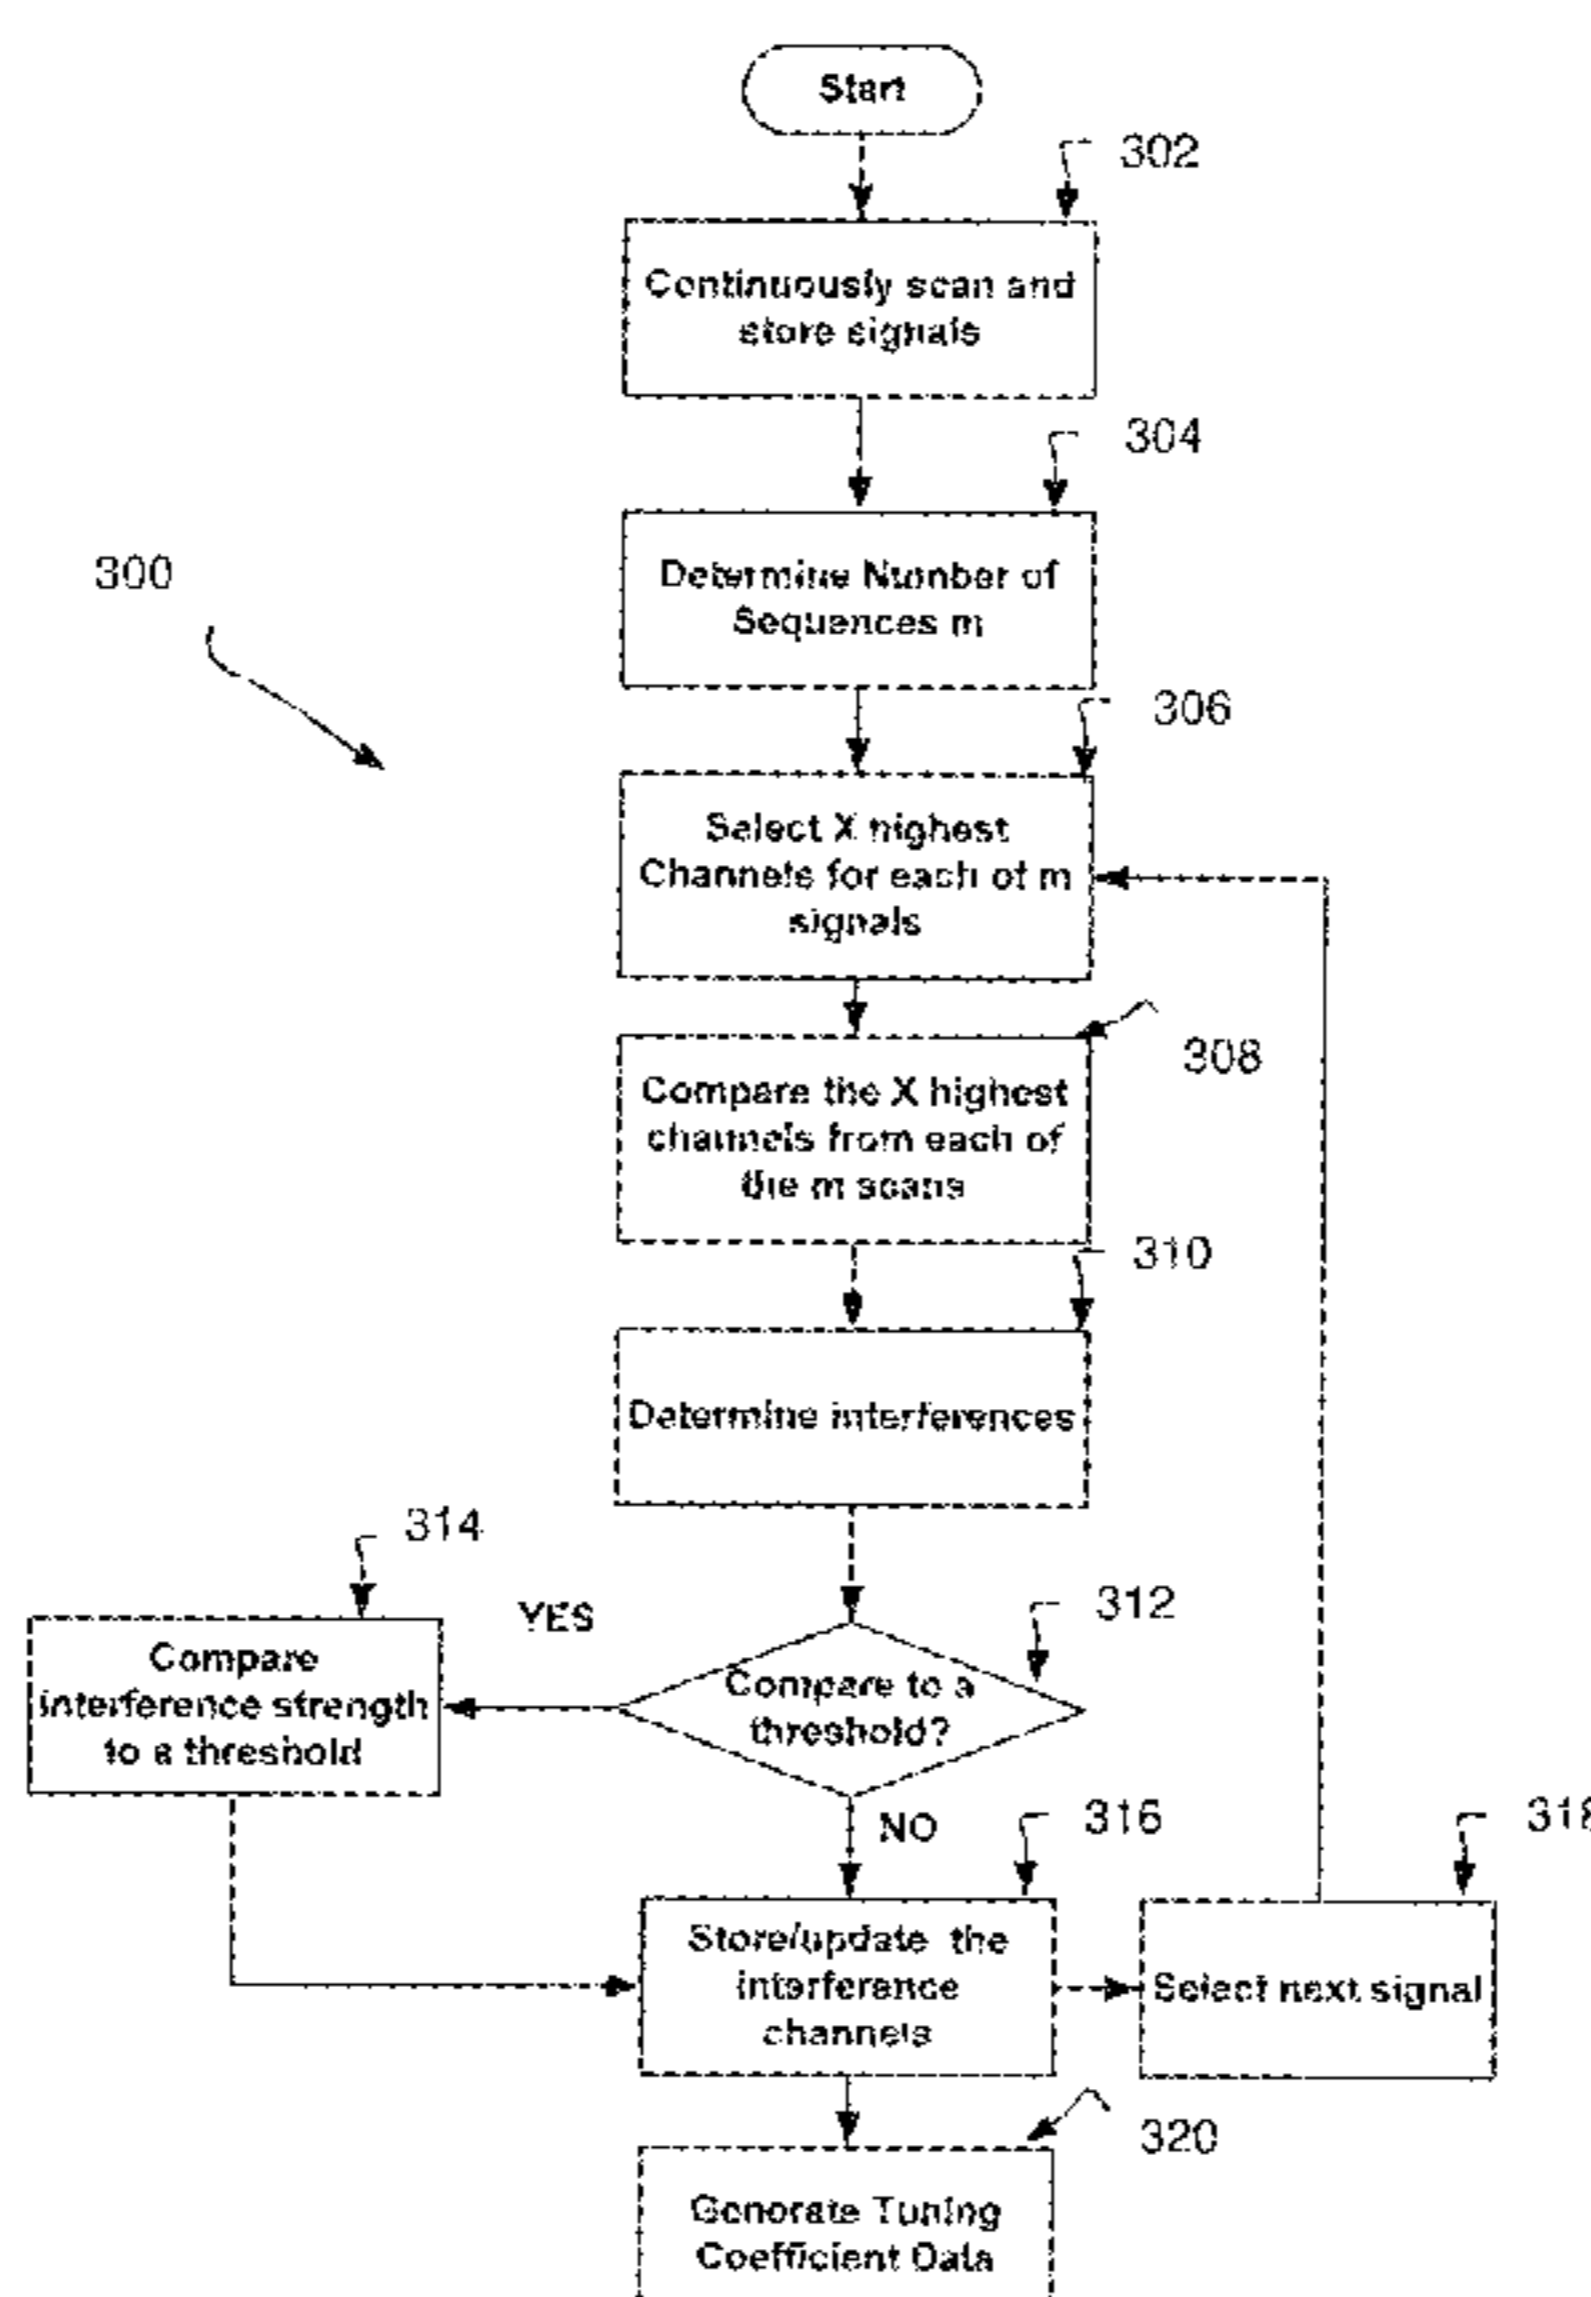 Start
302
Continuously scan and
store signals
304
Determine Number of
Sequences m
300
306
Select X highest
Channels for each of m
signals
308
Compare the X highest
channels from each of
the m scans
310
Determine interferences
314
312
YES
Compare
interference strength
to a threshold
Compare to a
threshold?
NO
316
318
Store/update the
interference
channels
Select next signal
320
Generate Tuning
Coefficient Data